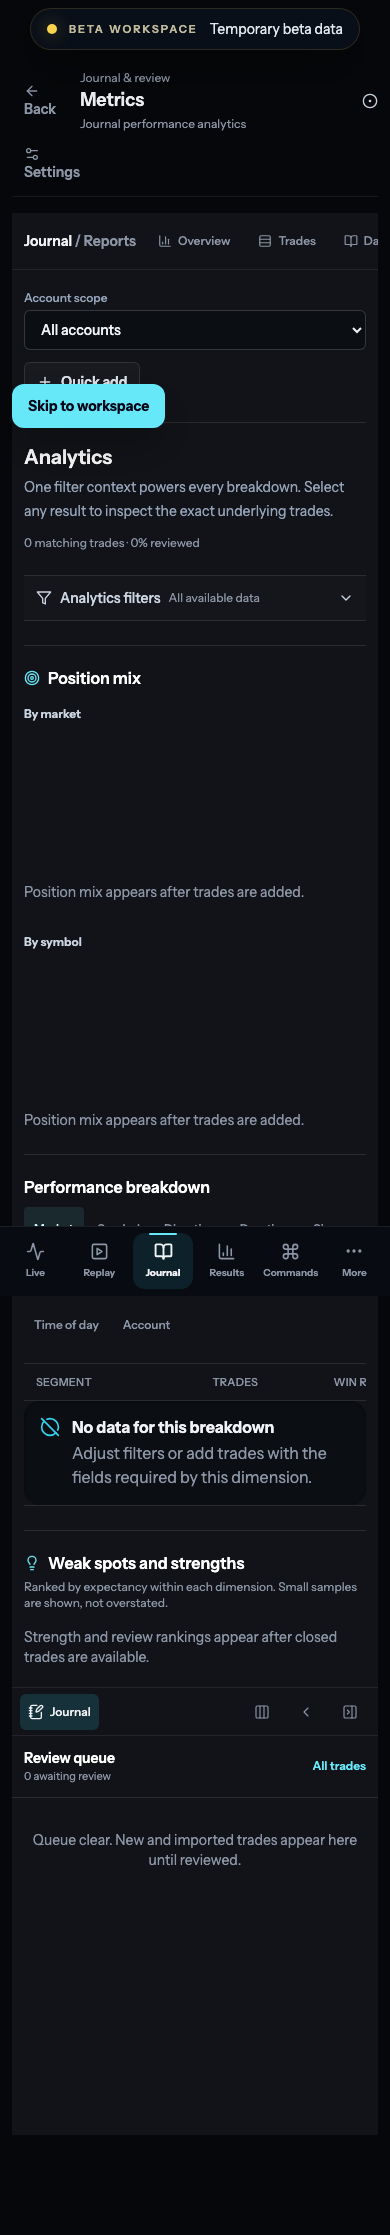 BETA WORKSPACE Temporary beta data
Journal & review
Back
Metrics
Journal performance analytics
Settings
Journal / Reports Overview Trades Da
Account scope
All accounts
Quick add
Skip to workspace
Analytics
One filter context powers every breakdown. Select
any result to inspect the exact underlying trades.
0 matching trades · 0% reviewed
Analytics filters All available data
Position mix
By market
Position mix appears after trades are added.
By symbol
Position mix appears after trades are added.
Performance breakdown
Live Replay Journal Results Commands More
Time of day Account
SEGMENT TRADES WIN R
No data for this breakdown
Adjust filters or add trades with the
fields required by this dimension.
Weak spots and strengths
Ranked by expectancy within each dimension. Small samples
are shown, not overstated.
Strength and review rankings appear after closed
trades are available.
Journal
Review queue
0 awaiting review
All trades
Queue clear. New and imported trades appear here
until reviewed.